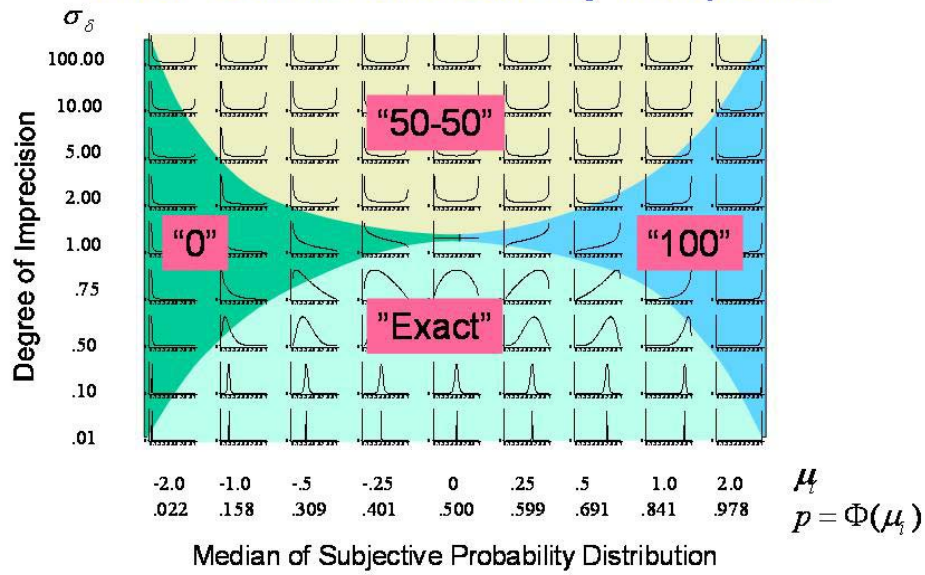 σδ
100.00
10.00
5.00
2.00
1.00
.75
.50
.10
.01
Degree of Imprecision
“50-50”
“0”
“100”
”Exact”
-2.0 -1.0 -.5 -.25 0 .25 .5 1.0 2.0 μi
.022 .158 .309 .401 .500 .599 .691 .841 .978 p = Φ(μi)
Median of Subjective Probability Distribution